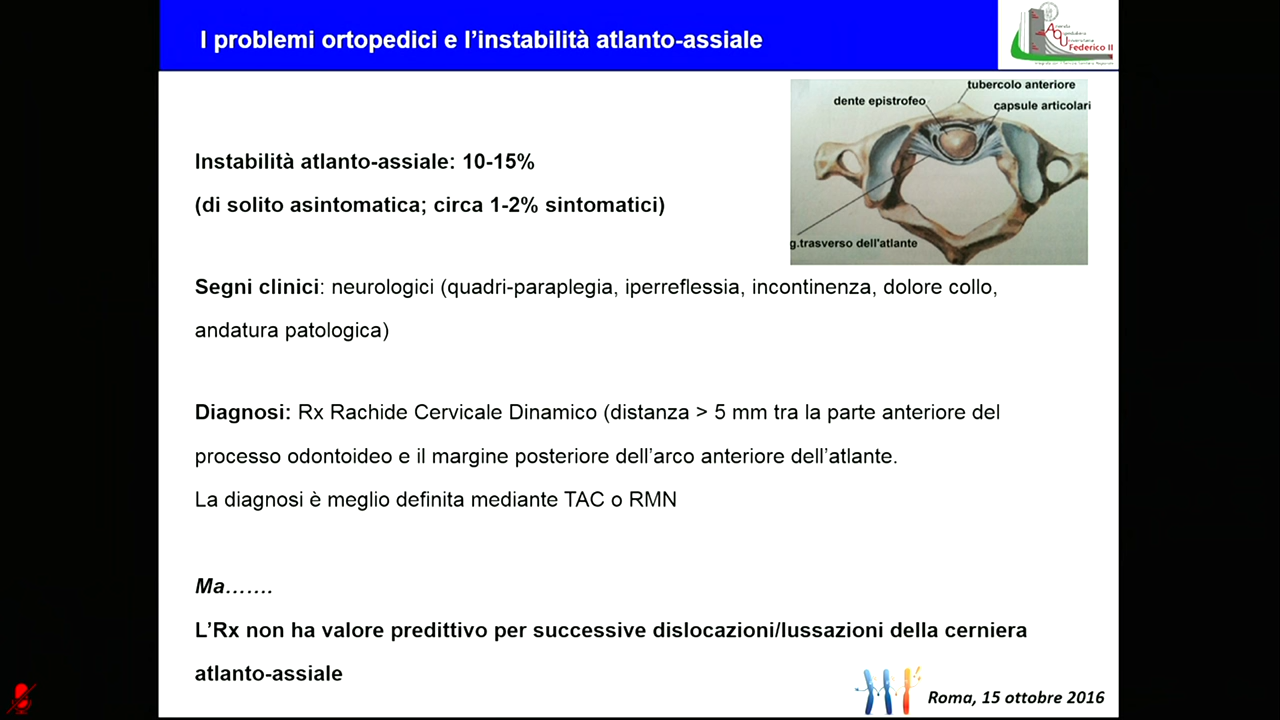 I problemi ortopedici e l'instabilità atlanto-assiale
Azienda
Ospedaliera
Universitaria
Federico II
tubercolo anteriore
dente epistrofeo
capsule articolari
g.trasverso dell'atlante
Instabilità atlanto-assiale: 10-15%
(di solito asintomatica; circa 1-2% sintomatici)
Segni clinici: neurologici (quadri-paraplegia, iperreflessia, incontinenza, dolore collo,
andatura patologica)
Diagnosi: Rx Rachide Cervicale Dinamico (distanza > 5 mm tra la parte anteriore del
processo odontoideo e il margine posteriore dell'arco anteriore dell'atlante.
La diagnosi è meglio definita mediante TAC o RMN
Ma.......
L'Rx non ha valore predittivo per successive dislocazioni/lussazioni della cerniera
atlanto-assiale
Roma, 15 ottobre 2016